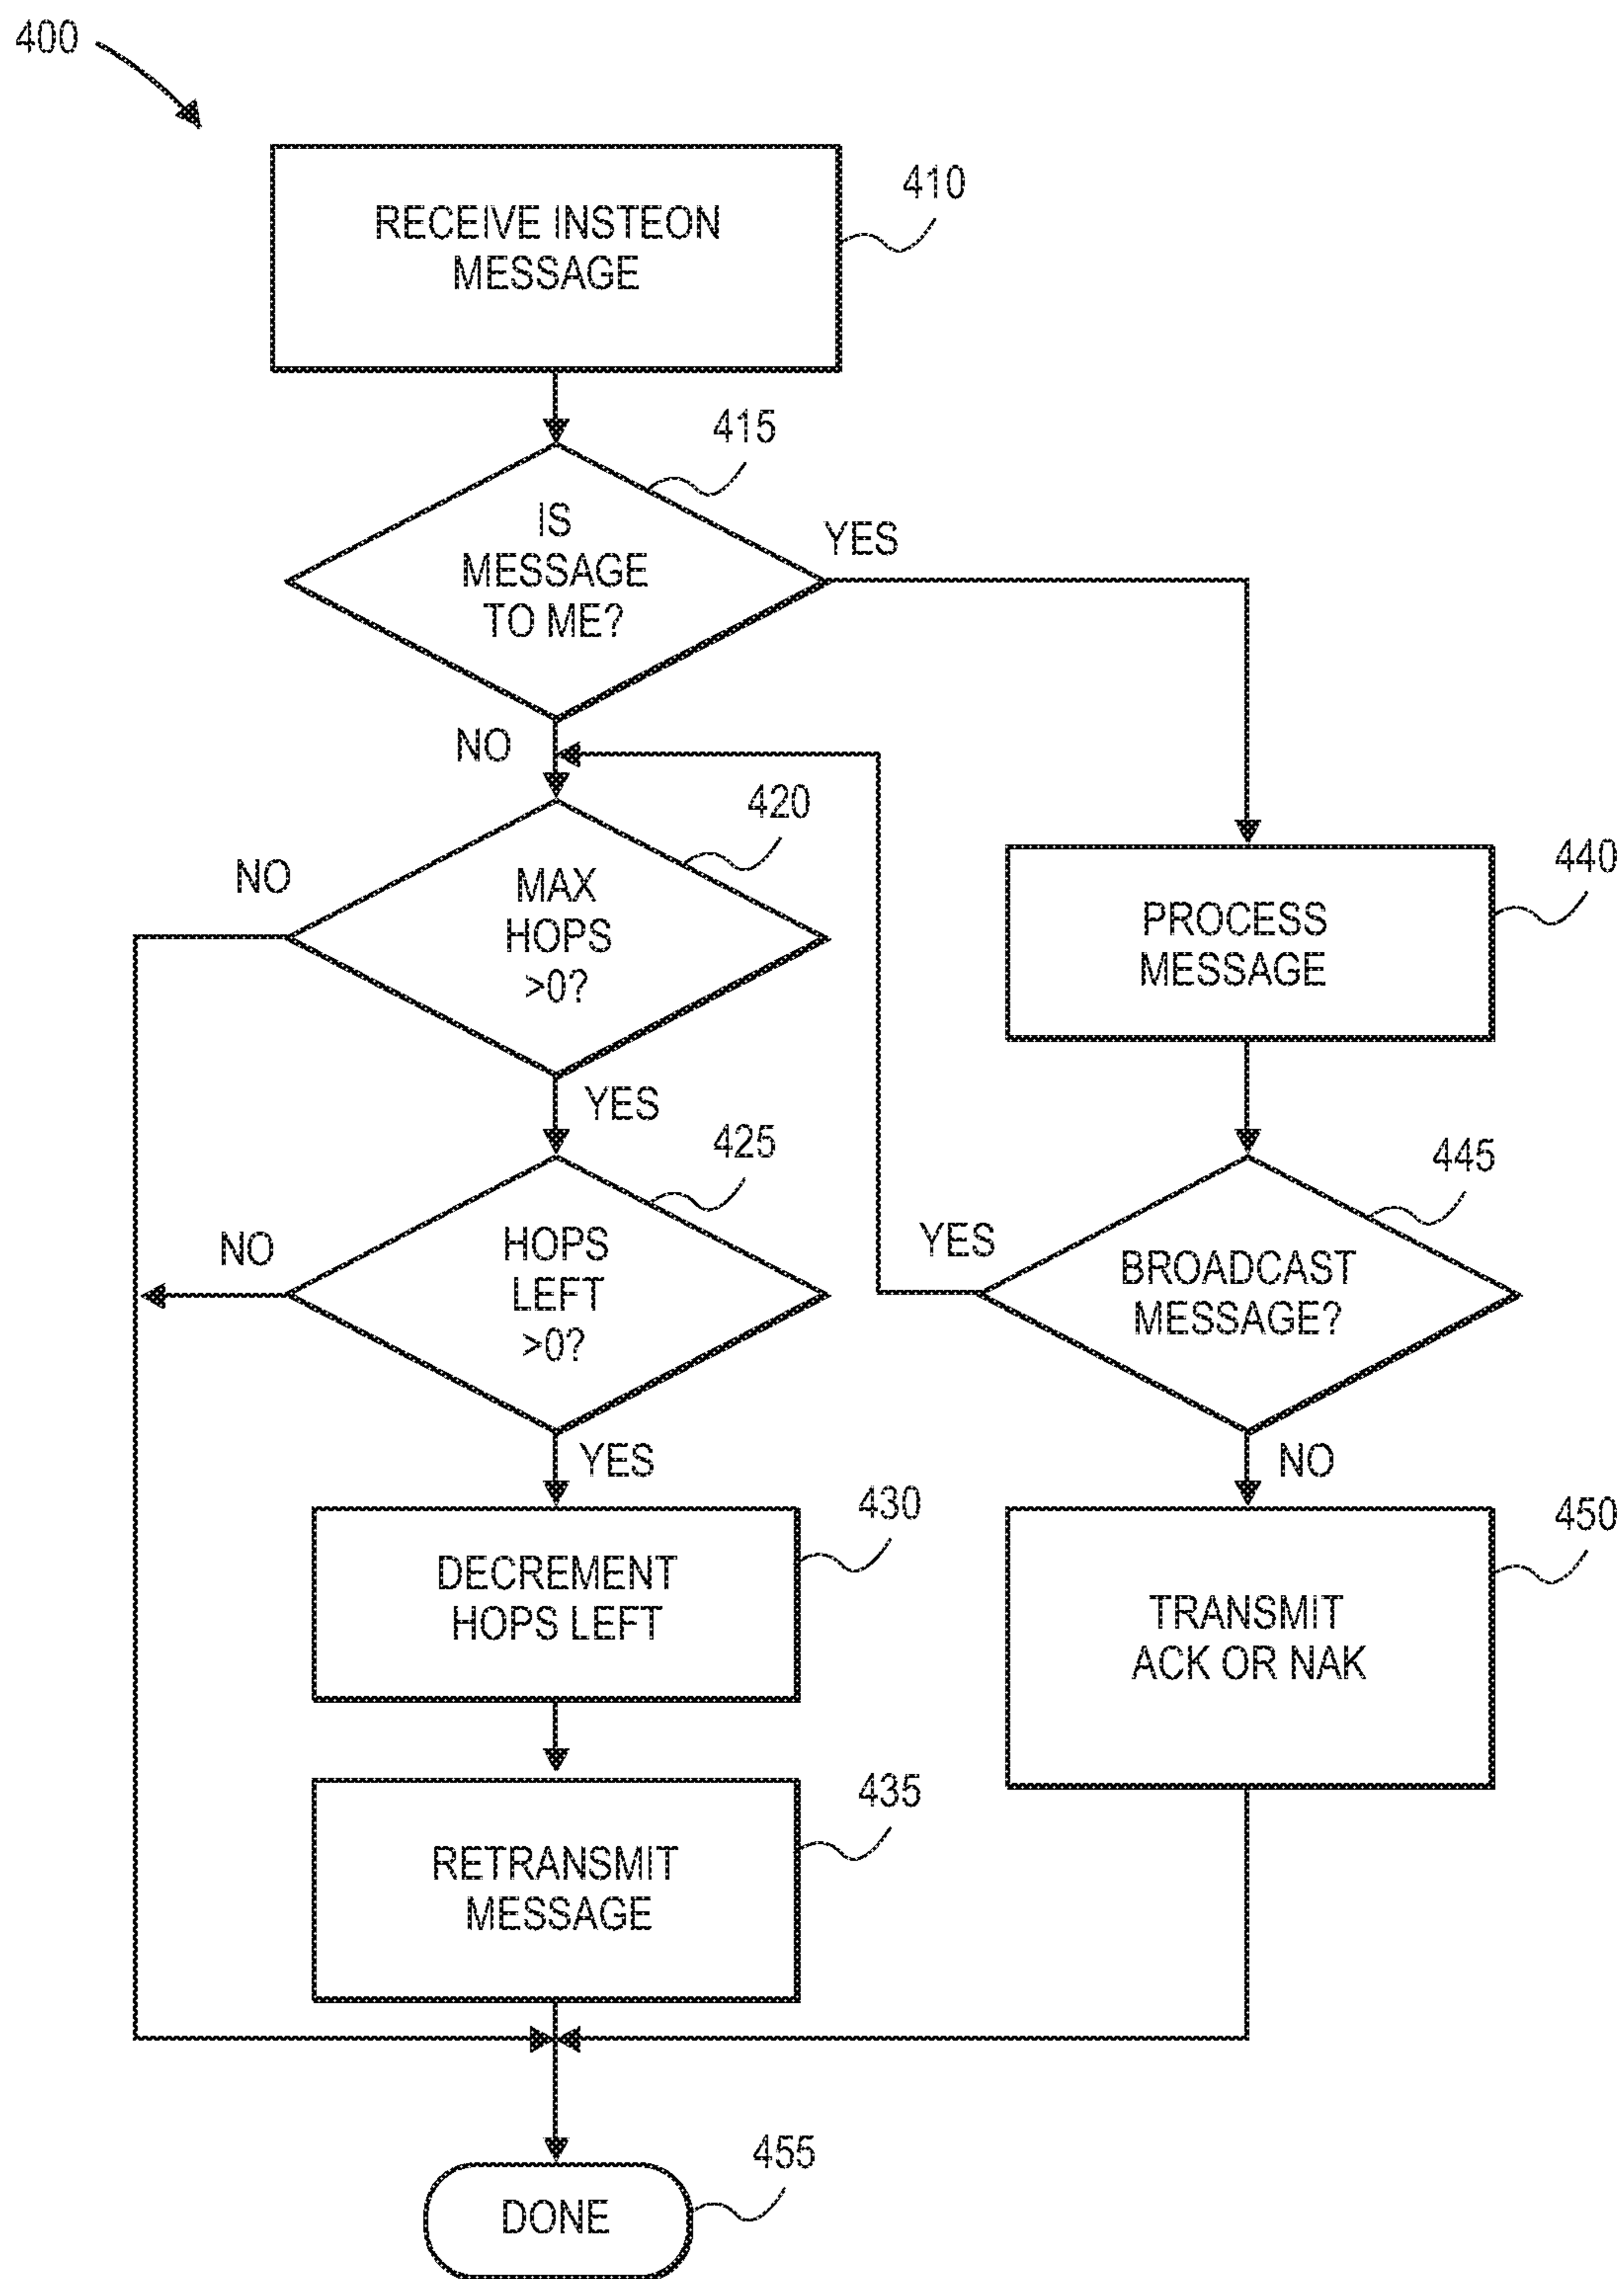 400
RECEIVE INSTEON
MESSAGE
410
415
IS
MESSAGE
TO ME?
YES
NO
420
MAX
HOPS
>0?
NO
YES
440
PROCESS
MESSAGE
425
HOPS
LEFT
>0?
NO
YES
445
BROADCAST
MESSAGE?
YES
NO
430
DECREMENT
HOPS LEFT
450
TRANSMIT
ACK OR NAK
435
RETRANSMIT
MESSAGE
455
DONE